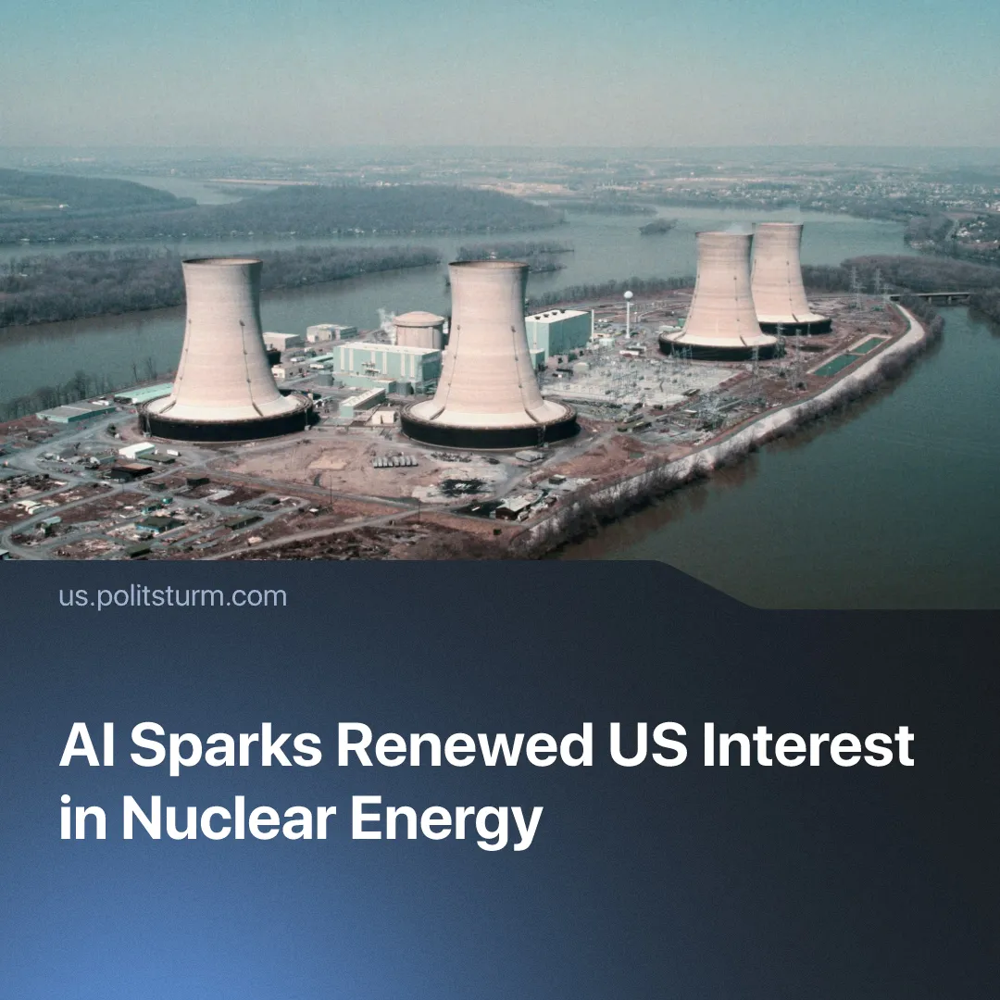 us.politsturm.com
AI Sparks Renewed US Interest
in Nuclear Energy